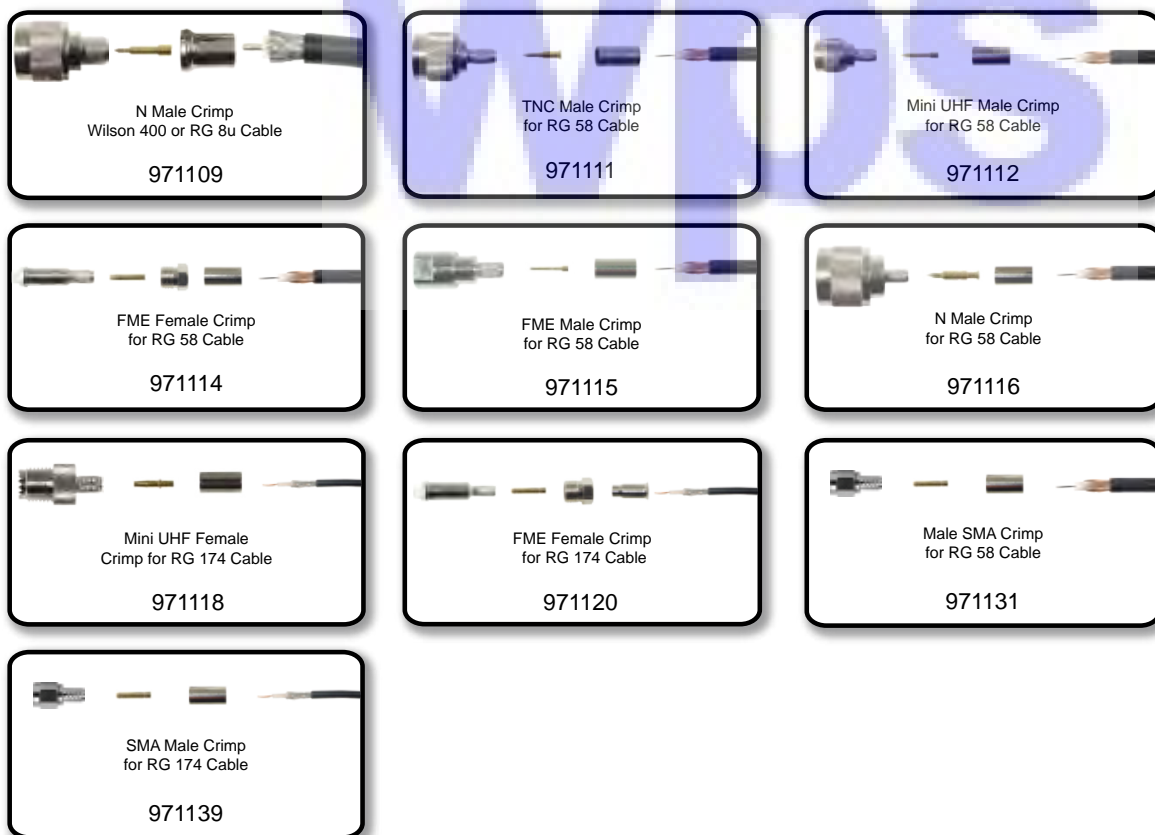 wps
N Male Crimp
Wilson 400 or RG 8u Cable
971109
TNC Male Crimp
for RG 58 Cable
971111
Mini UHF Male Crimp
for RG 58 Cable
971112
FME Female Crimp
for RG 58 Cable
971114
FME Male Crimp
for RG 58 Cable
971115
N Male Crimp
for RG 58 Cable
971116
Mini UHF Female
Crimp for RG 174 Cable
971118
FME Female Crimp
for RG 174 Cable
971120
Male SMA Crimp
for RG 58 Cable
971131
SMA Male Crimp
for RG 174 Cable
971139